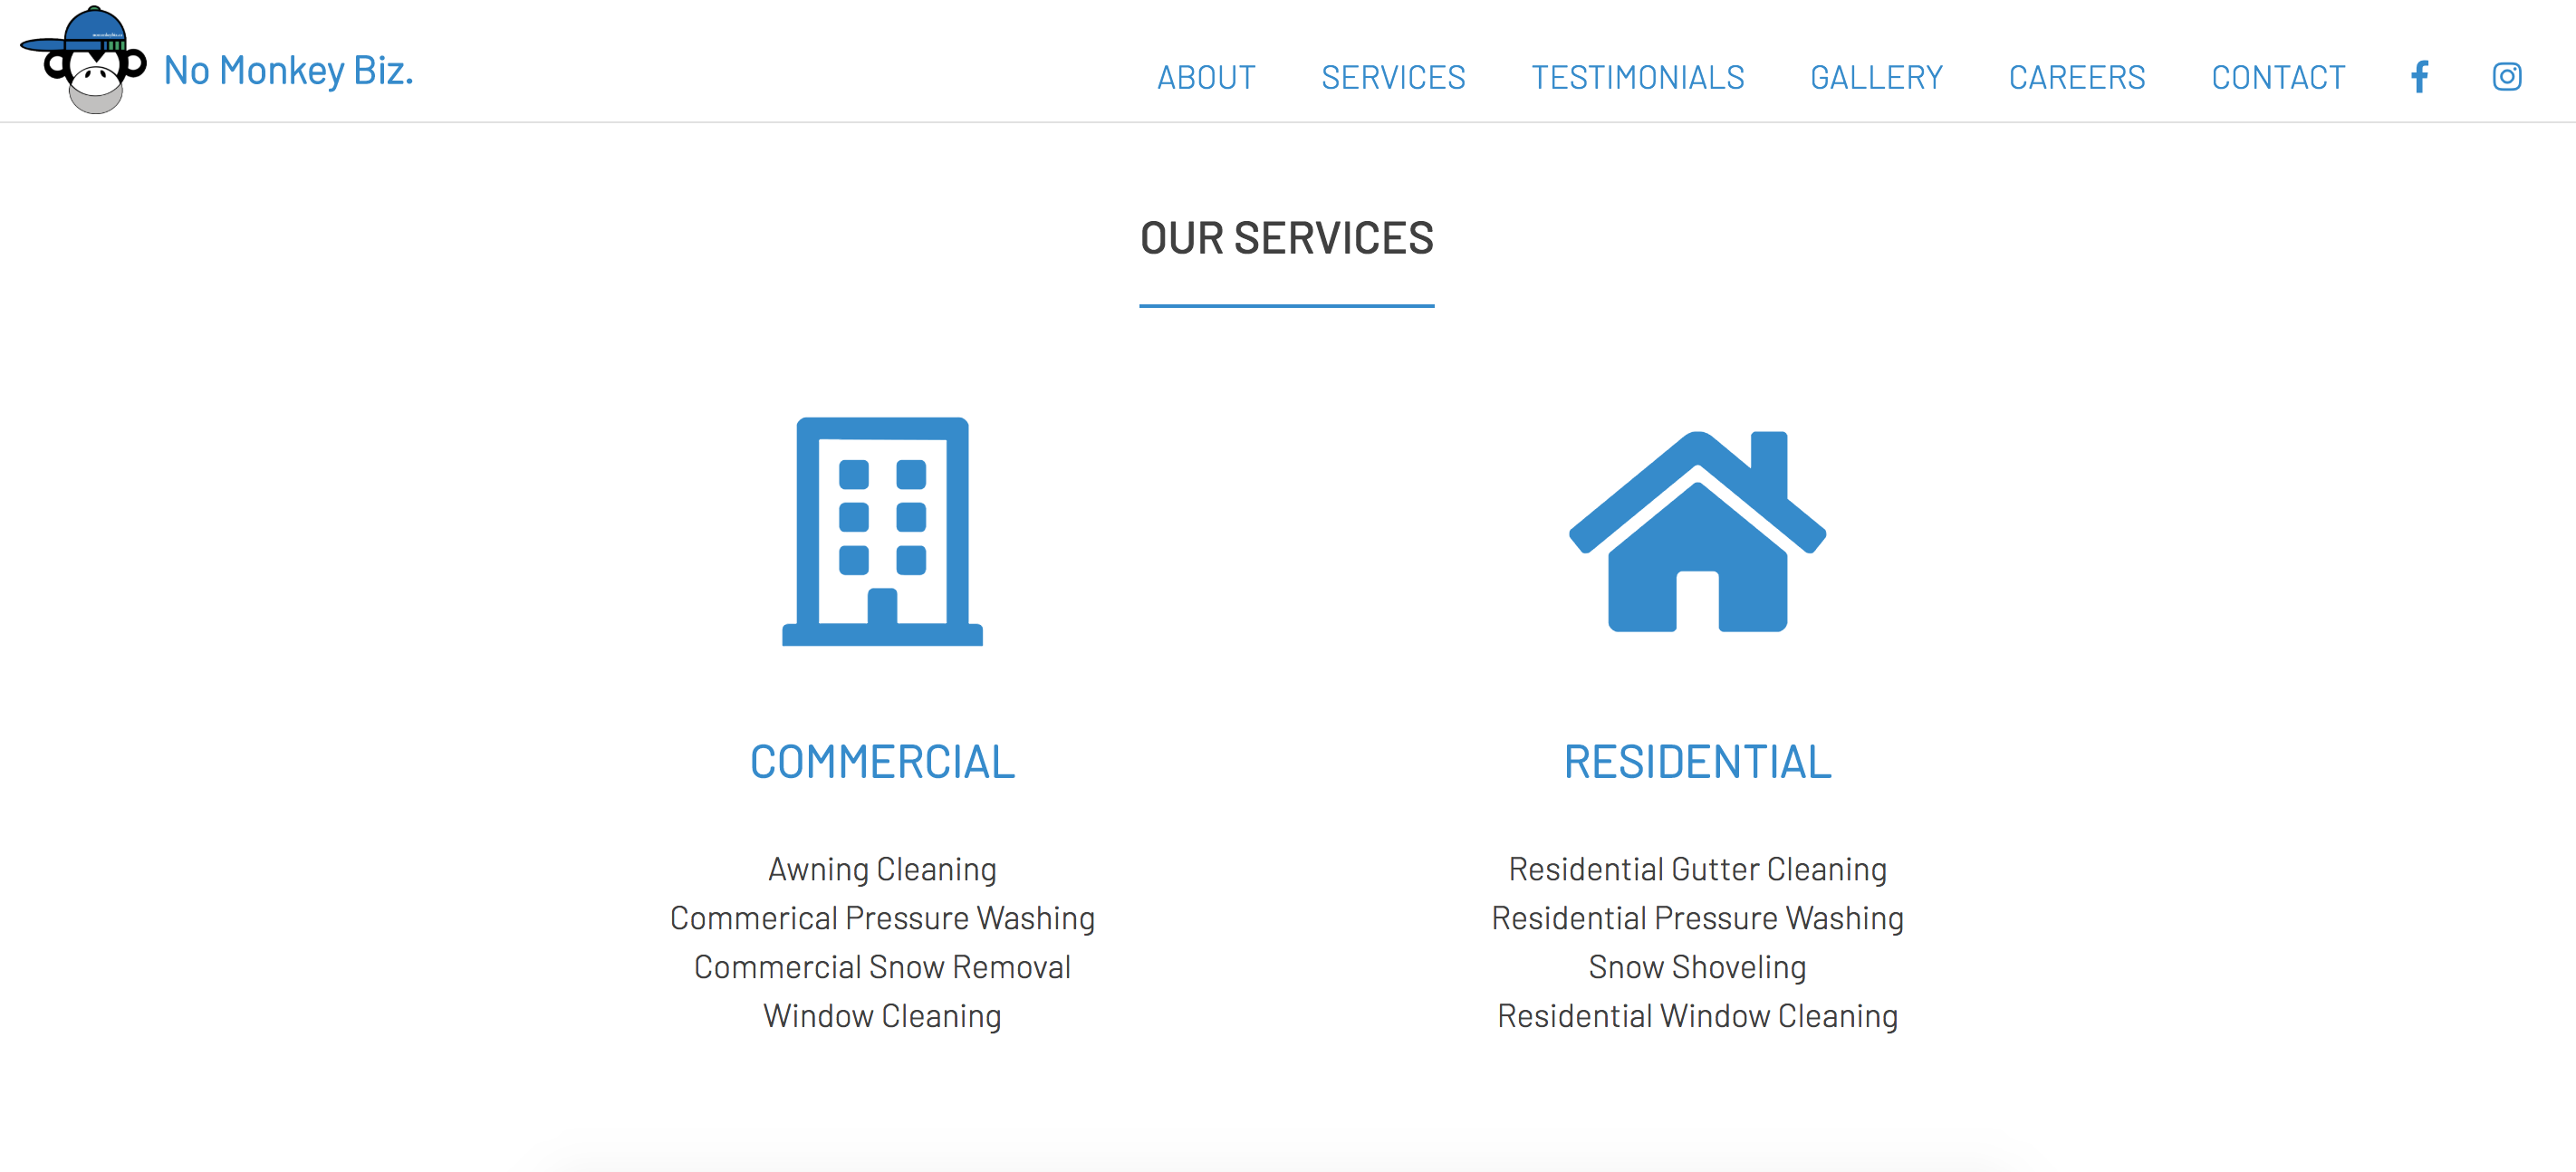 No Monkey Biz.
ABOUT SERVICES TESTIMONIALS GALLERY CAREERS CONTACT
OUR SERVICES
COMMERCIAL
Awning Cleaning
Commerical Pressure Washing
Commercial Snow Removal
Window Cleaning
RESIDENTIAL
Residential Gutter Cleaning
Residential Pressure Washing
Snow Shoveling
Residential Window Cleaning